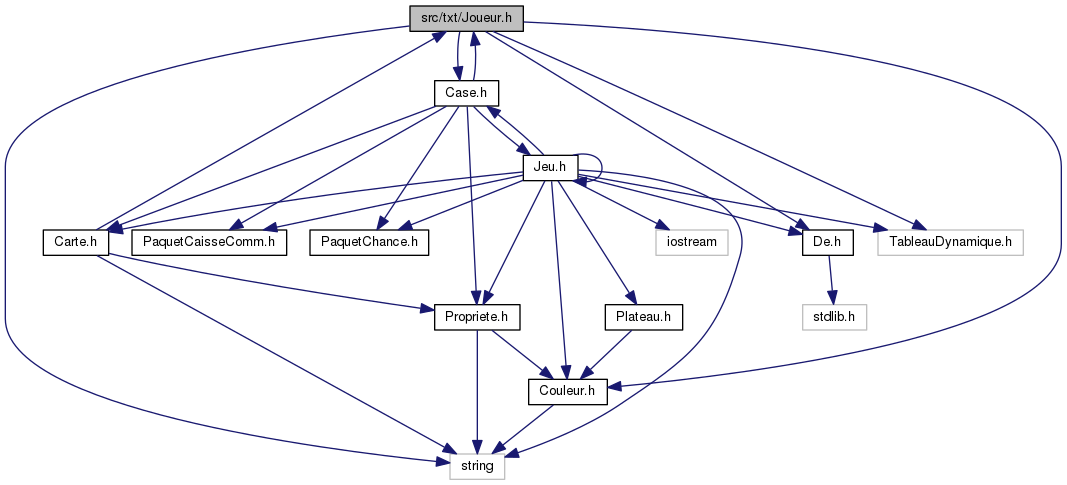 src/txt/Joueur.h
Case.h
Jeu.h
Carte.h
PaquetCaisseComm.h
PaquetChance.h
iostream
De.h
TableauDynamique.h
Propriete.h
Plateau.h
stdlib.h
Couleur.h
string